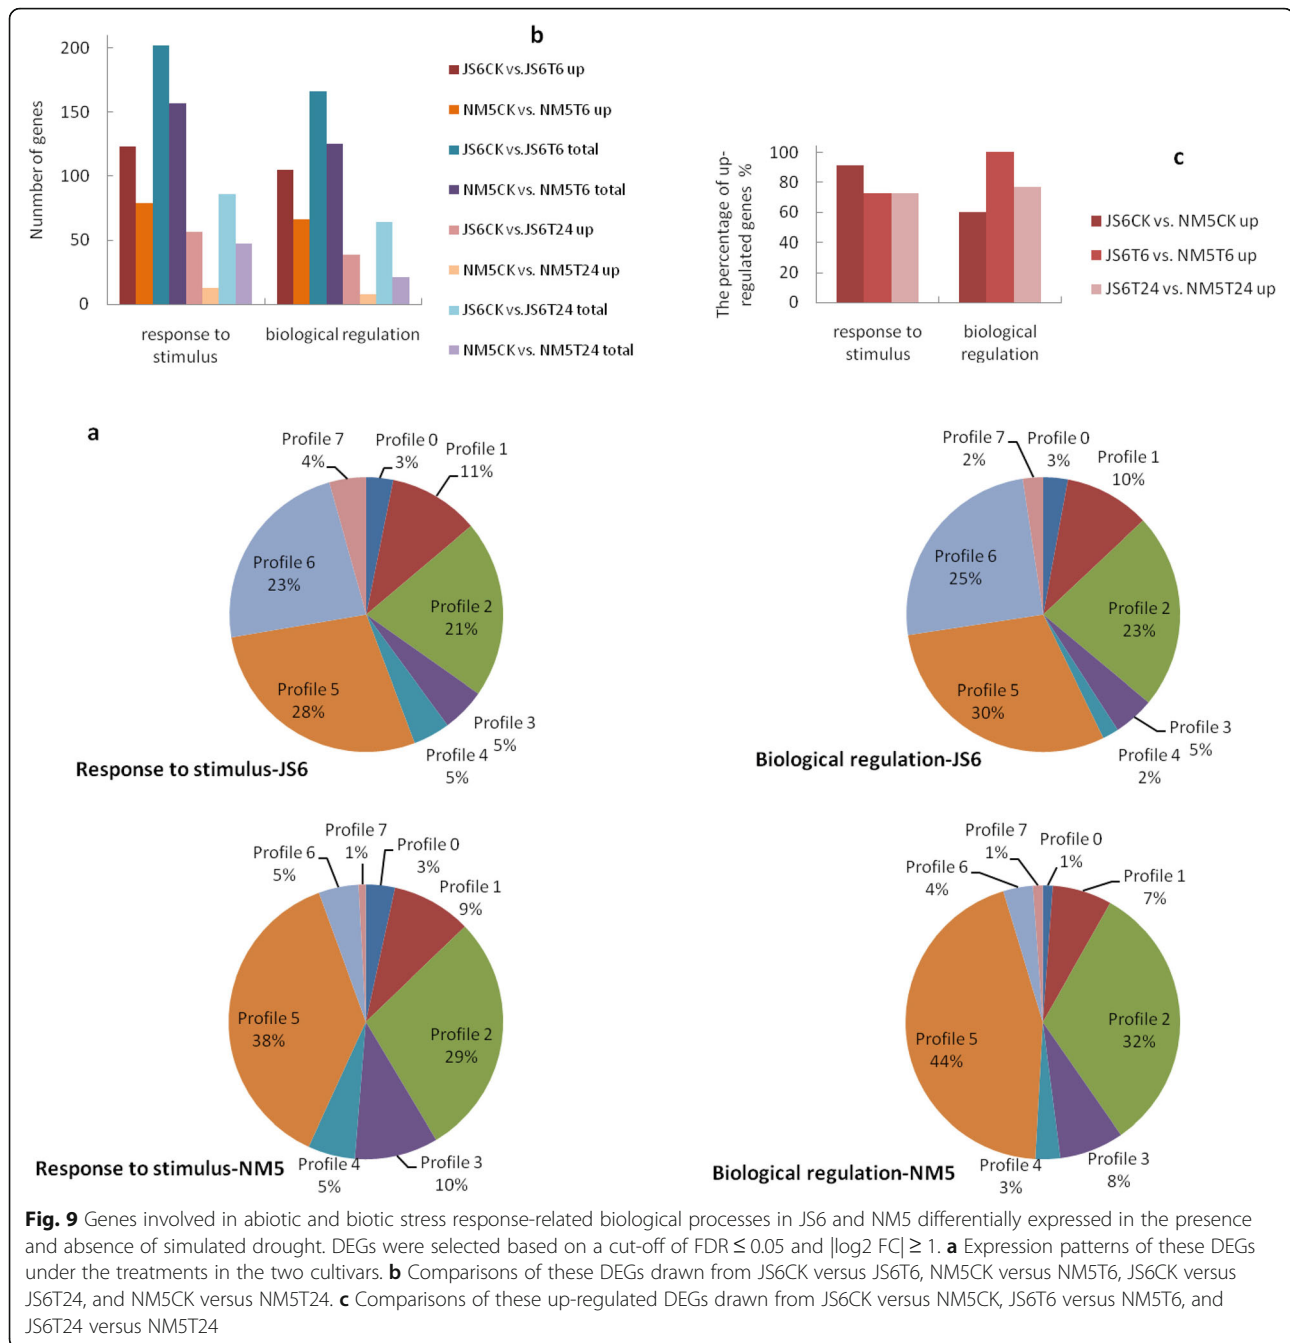 b
200
150
100
50
0
Nunmber of genes
response to
stimulus
biological regulation
JS6CK vs.JS6T6 up
NM5CK vs. NM5T6 up
JS6CK vs.JS6T6 total
NM5CK vs. NM5T6 total
JS6CK vs.JS6T24 up
NM5CK vs. NM5T24 up
JS6CK vs.JS6T24 total
NM5CK vs. NM5T24 total
c
The percentage of up-
regulated genes %
100
80
60
40
20
0
response to
stimulus
biological
regulation
JS6CK vs. NM5CK up
JS6T6 vs. NM5T6 up
JS6T24 vs. NM5T24 up
a
Profile 7
4%
Profile 0
3%
Profile 1
11%
Profile 6
23%
Profile 2
21%
Profile 5
28%
Profile 3
5%
Profile 4
5%
Response to stimulus-JS6
Profile 7
2%
Profile 0
3%
Profile 1
10%
Profile 6
25%
Profile 2
23%
Profile 5
30%
Profile 3
5%
Profile 4
2%
Biological regulation-JS6
Profile 7
1%
Profile 0
3%
Profile 6
5%
Profile 1
9%
Profile 5
38%
Profile 2
29%
Profile 4
5%
Profile 3
10%
Response to stimulus-NM5
Profile 7
1%
Profile 0
1%
Profile 6
4%
Profile 1
7%
Profile 5
44%
Profile 2
32%
Profile 4
3%
Profile 3
8%
Biological regulation-NM5
Fig. 9 Genes involved in abiotic and biotic stress response-related biological processes in JS6 and NM5 differentially expressed in the presence
and absence of simulated drought. DEGs were selected based on a cut-off of FDR ≤ 0.05 and |log2 FC| ≥ 1. a Expression patterns of these DEGs
under the treatments in the two cultivars. b Comparisons of these DEGs drawn from JS6CK versus JS6T6, NM5CK versus NM5T6, JS6CK versus
JS6T24, and NM5CK versus NM5T24. c Comparisons of these up-regulated DEGs drawn from JS6CK versus NM5CK, JS6T6 versus NM5T6, and
JS6T24 versus NM5T24